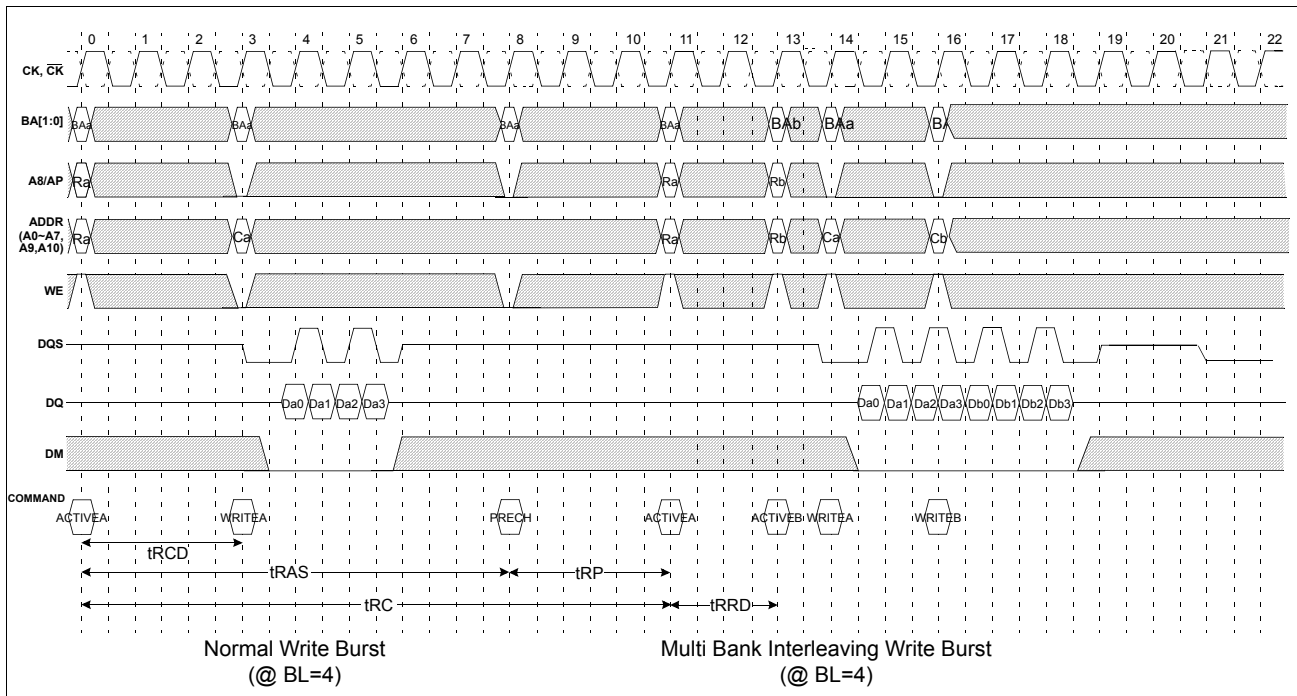 0 1 2 3 4 5 6 7 8 9 10 11 12 13 14 15 16 17 18 19 20 21 22
CK, CK
BA[1:0] BAa BAa BAa BAa BAb BAa BA
A8/AP Ra Ra Rb
ADDR
(A0~A7,
A9,A10) Ra Ca Ra Rb Ca Cb
WE
DQS
DQ Da0 Da1 Da2 Da3 Da0 Da1 Da2 Da3 Db0 Db1 Db2 Db3
DM
COMMAND
ACTIVEA WRITEA PRECH ACTIVEA ACTIVEB WRITEA WRITEB
tRCD
tRAS tRP
tRC tRRD
Normal Write Burst Multi Bank Interleaving Write Burst
(@ BL=4) (@ BL=4)